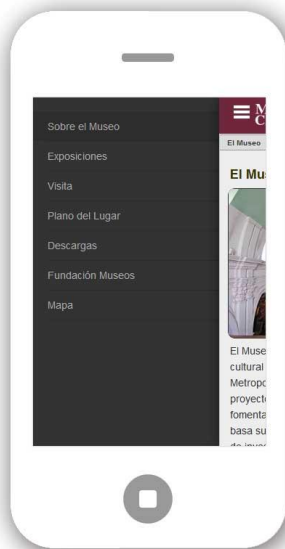 Sobre el Museo
Exposiciones
Visita
Plano del Lugar
Descargas
Fundación Museos
Mapa
M
C
El Museo
El Mu
El Muse
cultural
Metropo
proyect
fomenta
basa su